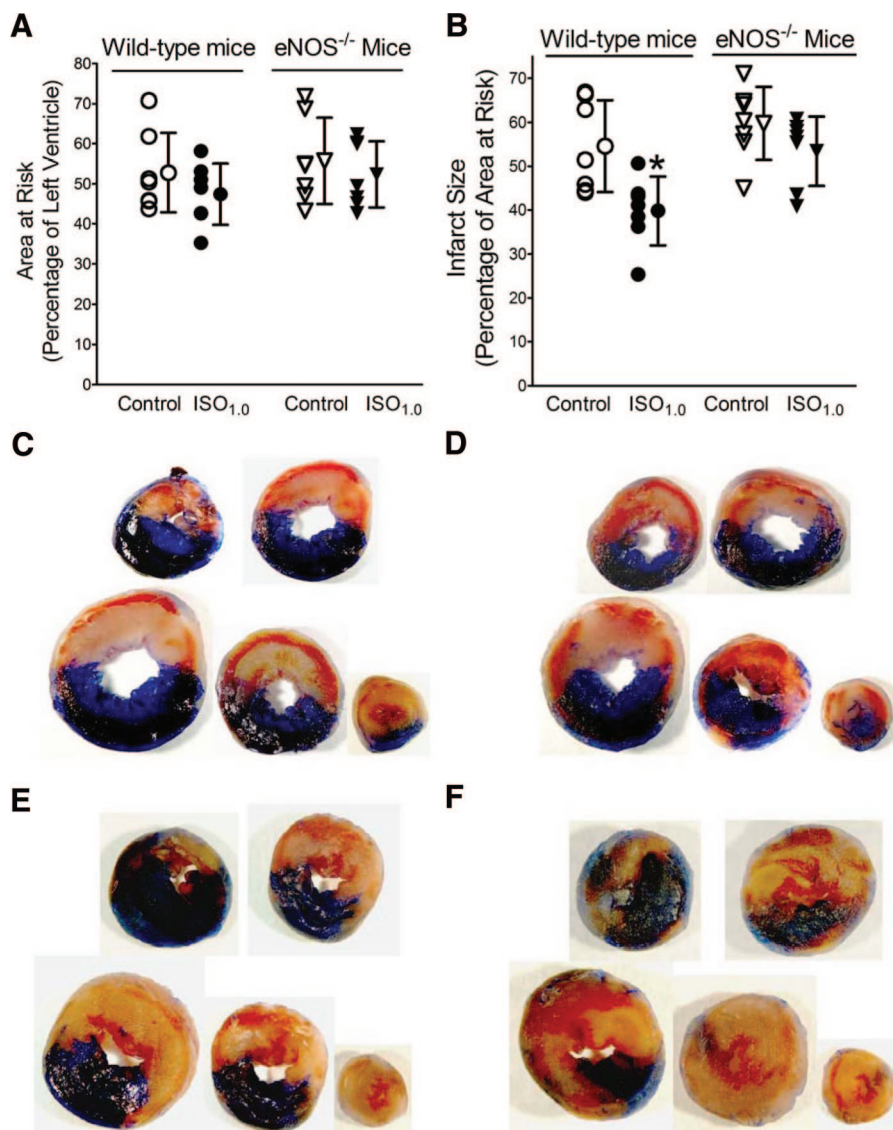 A
Wild-type mice eNOS-/- Mice
Area at Risk
(Percentage of Left Ventricle)
80
70
60
50
40
30
20
10
0
Control ISO1.0 Control ISO1.0
B
Wild-type mice eNOS-/- Mice
Infarct Size
(Percentage of Area at Risk)
70
60
50
40
30
20
10
0
*
Control ISO1.0 Control ISO1.0
C
D
E
F